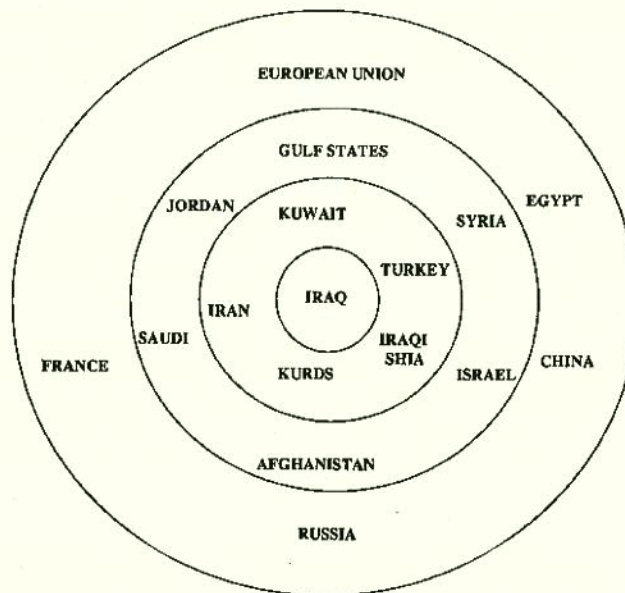 EUROPEAN UNION
GULF STATES
JORDAN
KUWAIT
SYRIA
EGYPT
TURKEY
IRAQ
IRAN
SAUDI
IRAQI
SHIA
FRANCE
KURDS
ISRAEL
CHINA
AFGHANISTAN
RUSSIA